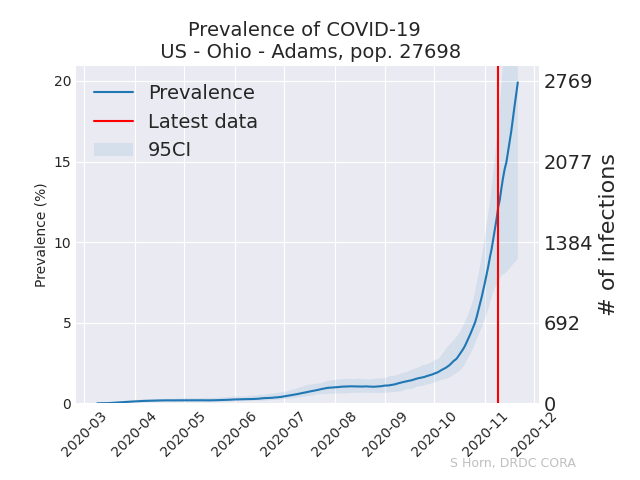 Prevalence of COVID-19
US - Ohio - Adams, pop. 27698
Prevalence
Latest data
95CI
Prevalence (%)
20
15
10
5
0
2769
2077
1384
692
0
# of infections
2020-03
2020-04
2020-05
2020-06
2020-07
2020-08
2020-09
2020-10
2020-11
2020-12
S Horn, DRDC CORA